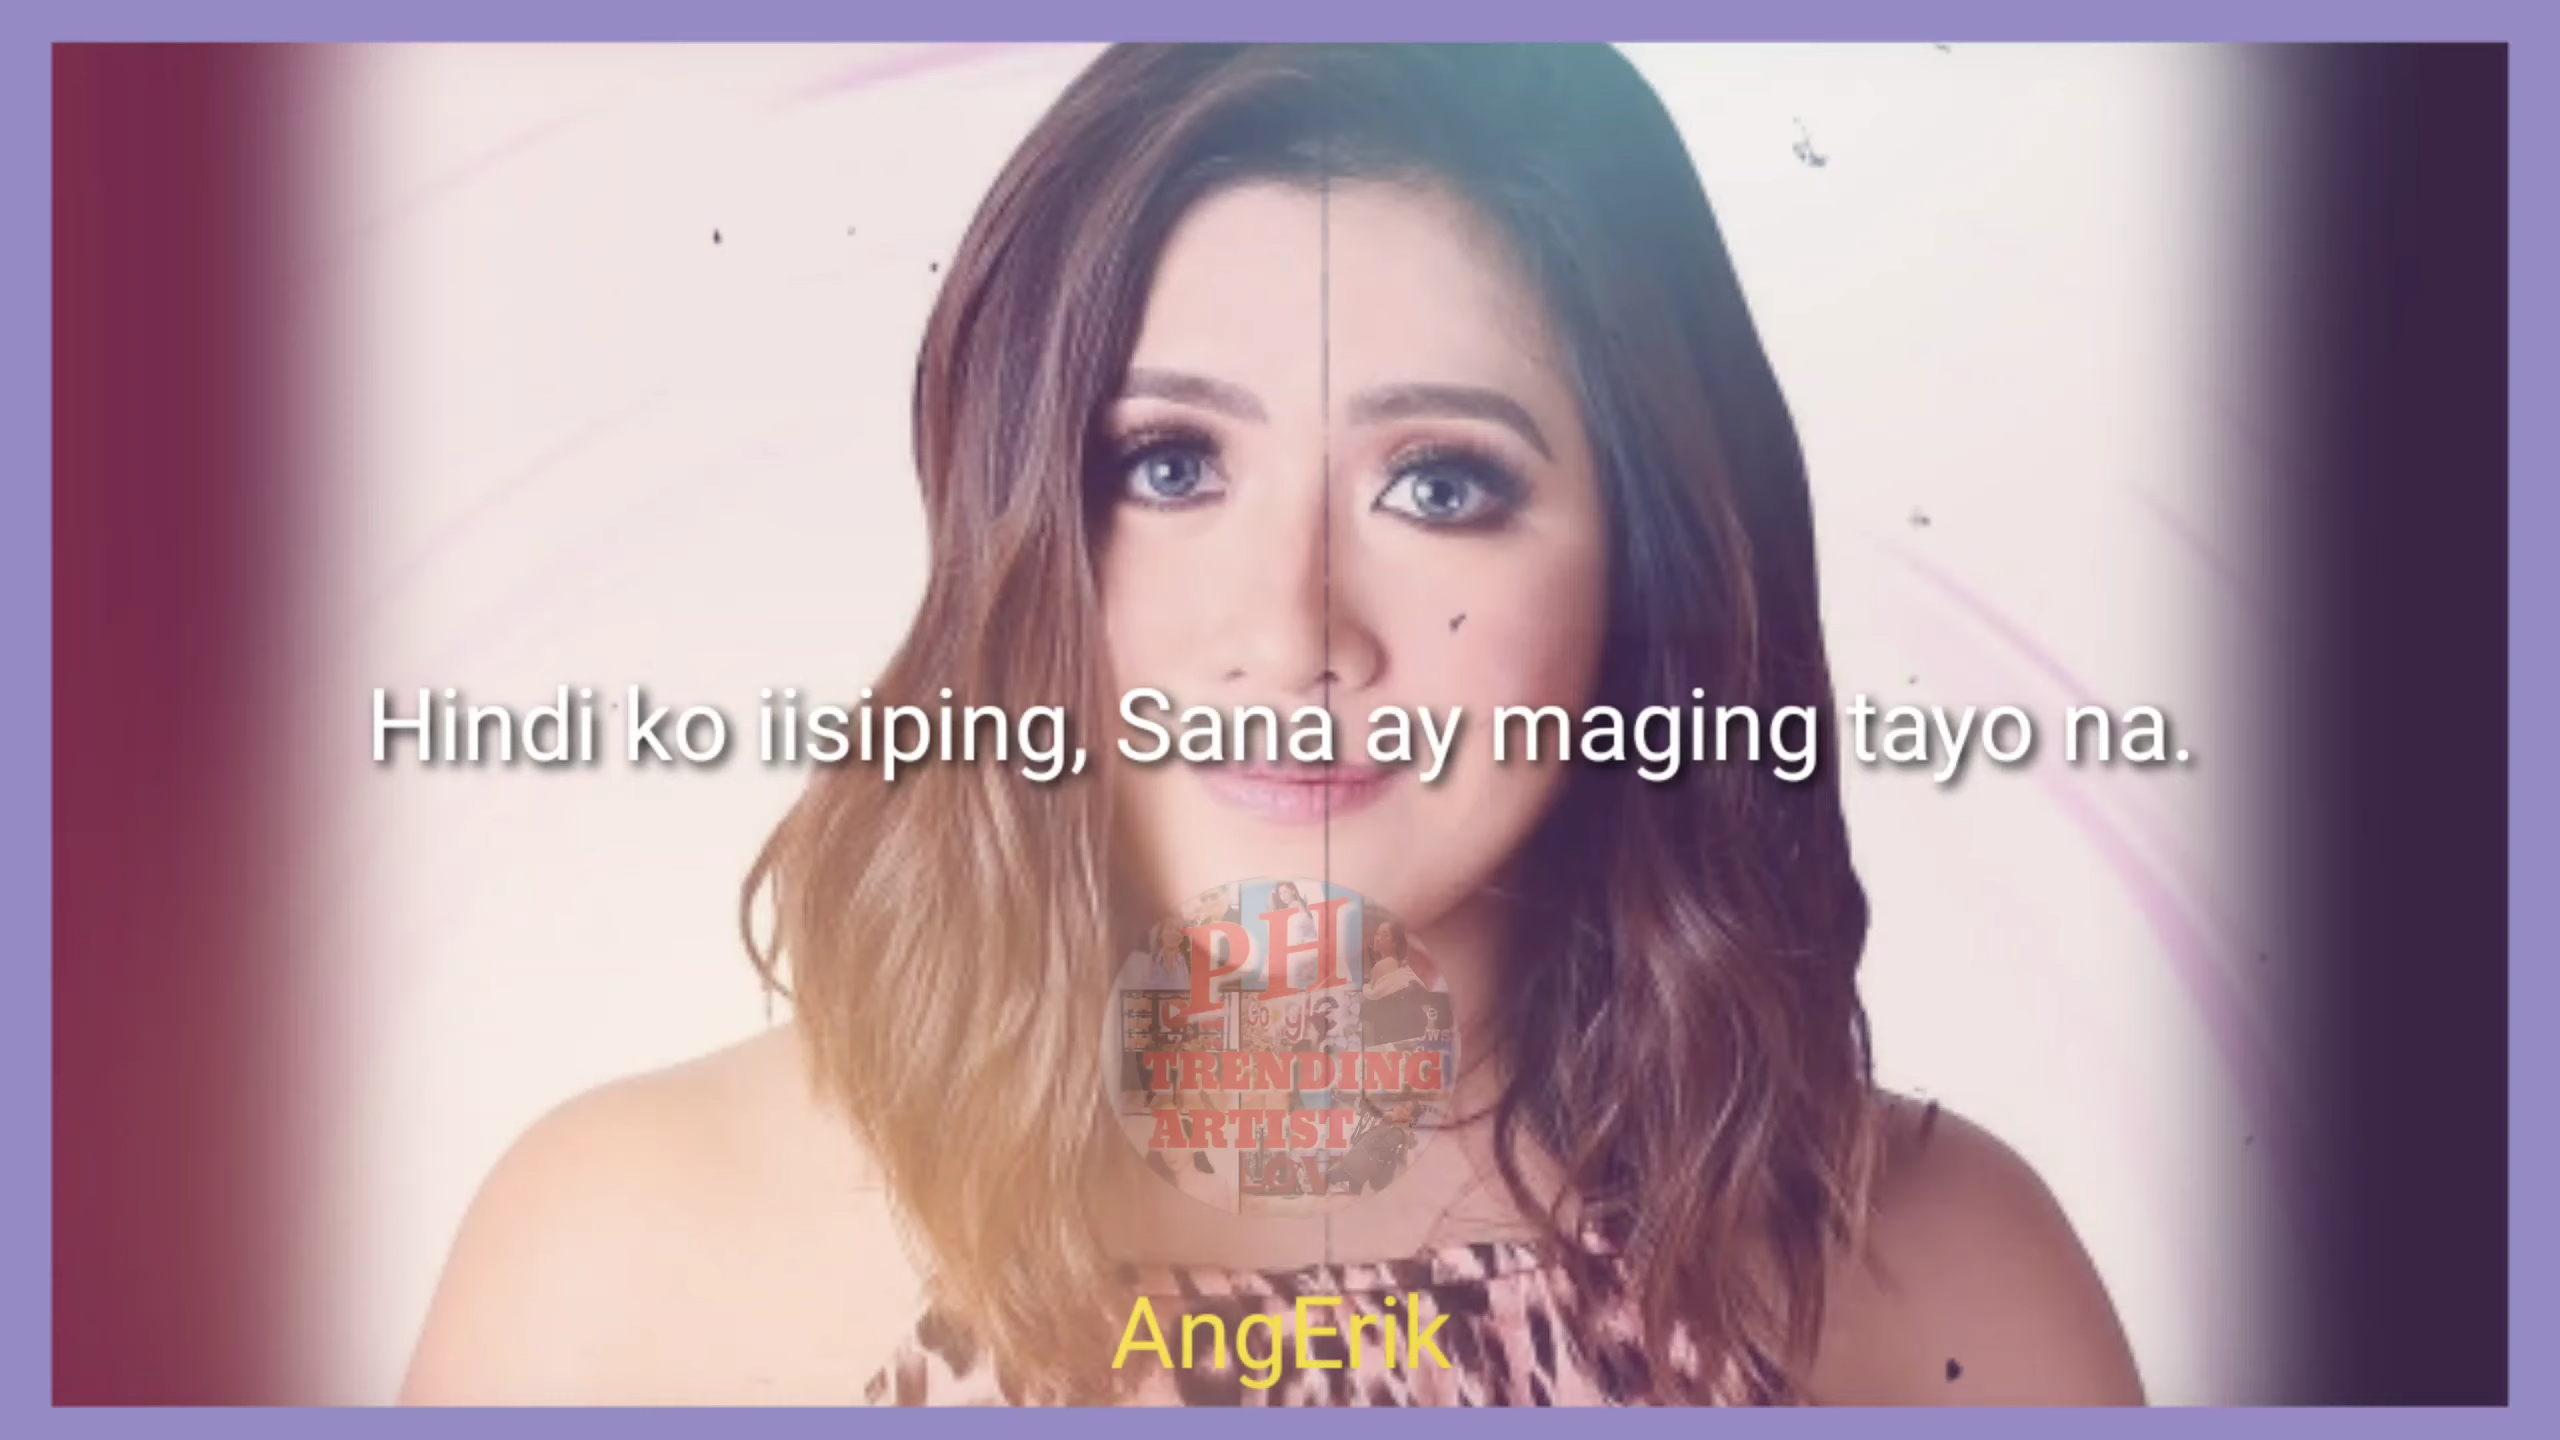 Hindi ko iisiping, Sana ay maging tayo na.
PH
TRENDING
ARTIST
AngErik